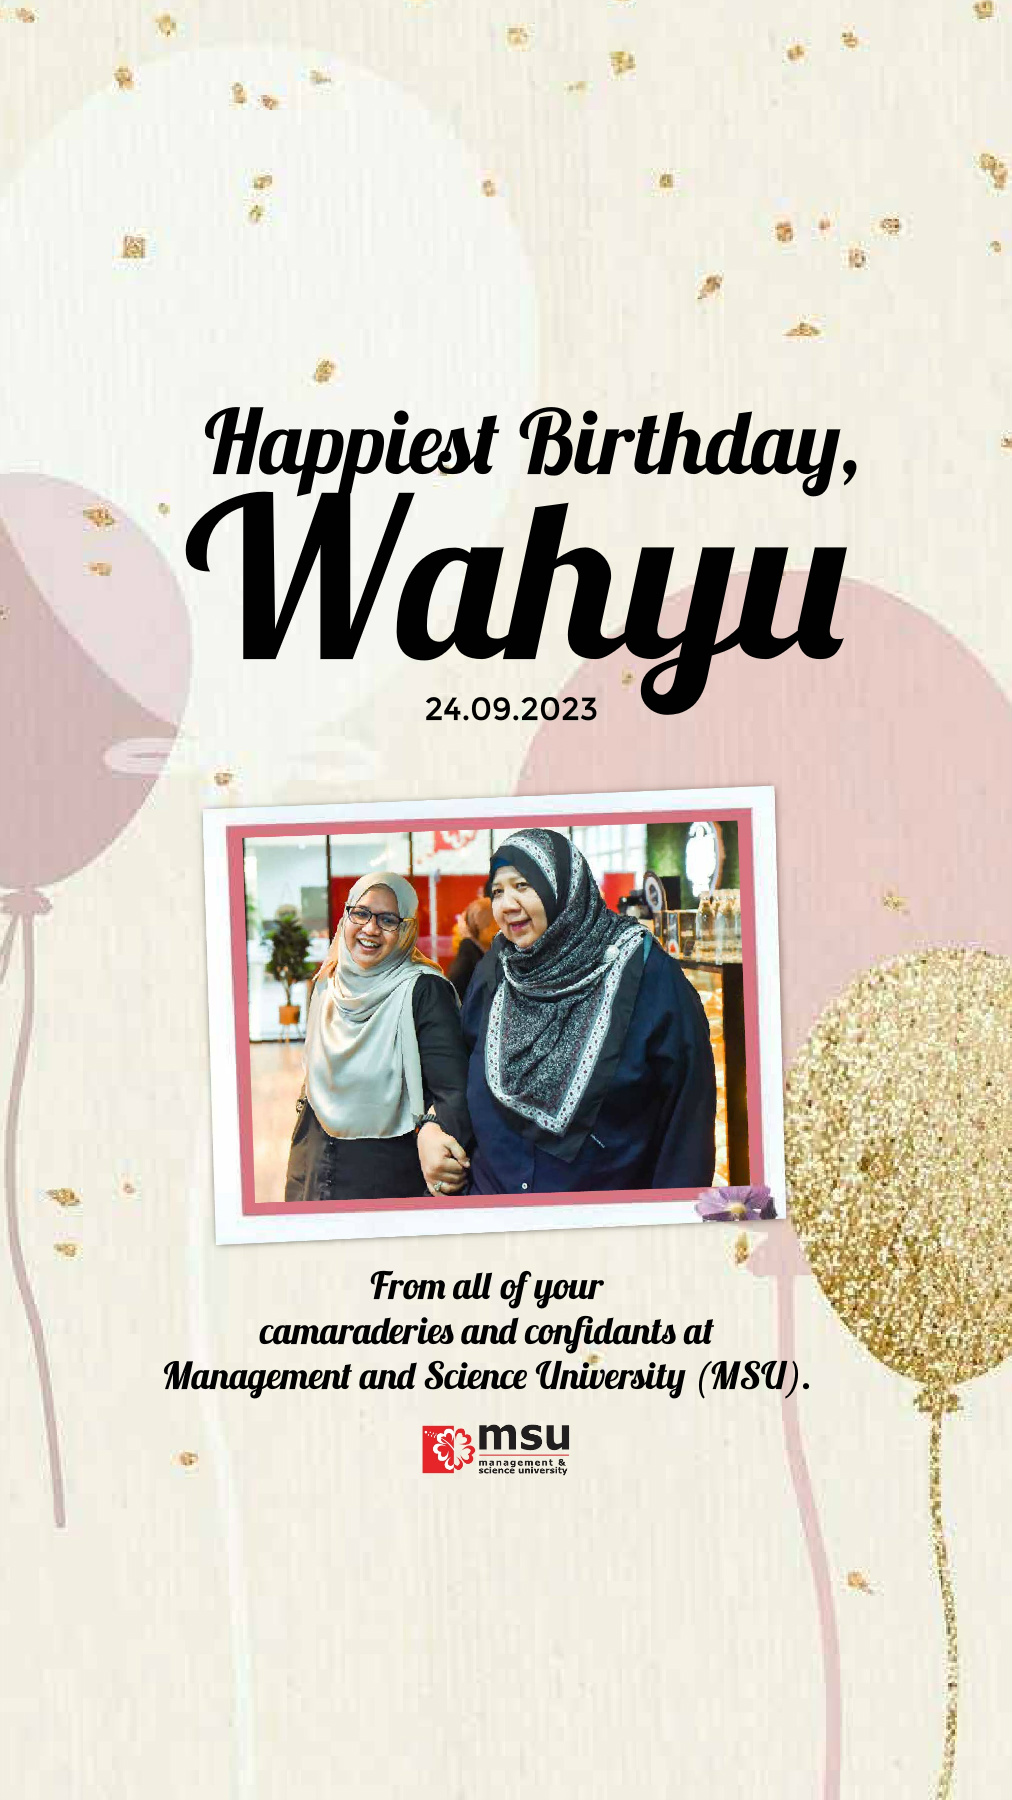 Happiest Birthday,
Wahyu
24.09.2023
From all of your
camaraderies and confidants at
Management and Science University (MSU).
msu
management &
science university